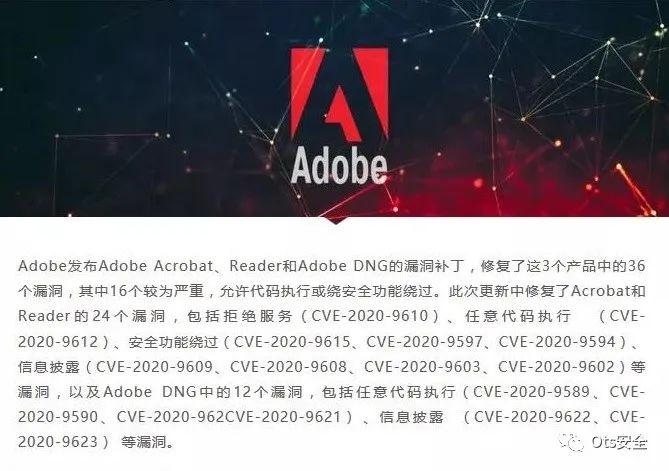 Adobe
Adobe发布Adobe Acrobat、Reader和Adobe DNG的漏洞补丁，修复了这3个产品中的36
个漏洞，其中16个较为严重，允许代码执行或绕安全功能绕过。此次更新中修复了Acrobat和
Reader的24个漏洞，包括拒绝服务（CVE-2020-9610）、任意代码执行 （CVE-
2020-9612）、安全功能绕过（CVE-2020-9615、CVE-2020-9597、CVE-2020-9594）、
信息披露（CVE-2020-9609、CVE-2020-9608、CVE-2020-9603、CVE-2020-9602）等
漏洞，以及Adobe DNG中的12个漏洞，包括任意代码执行（CVE-2020-9589、CVE-
2020-9590、CVE-2020-962CVE-2020-9621）、信息披露 （CVE-2020-9622、CVE-
2020-9623） 等漏洞。
Ots安全